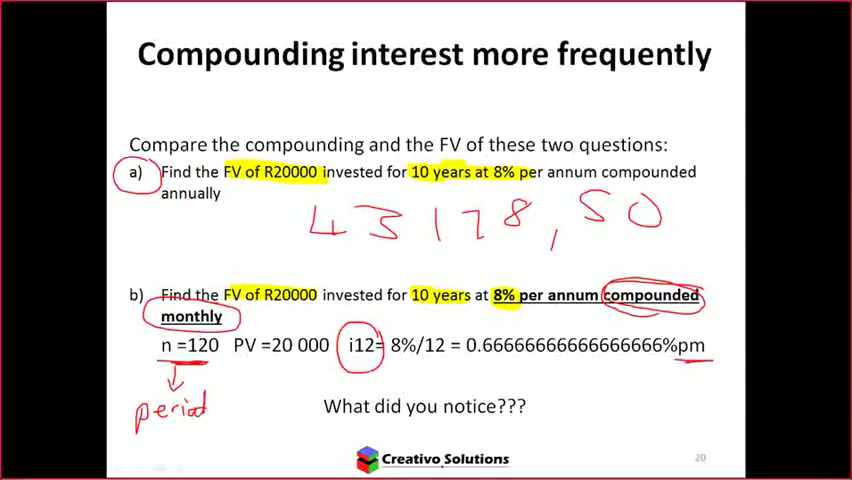 Compounding interest more frequently
Compare the compounding and the FV of these two questions:
a) Find the FV of R20000 invested for 10 years at 8% per annum compounded
annually
43178,50
b) Find the FV of R20000 invested for 10 years at 8% per annum compounded
monthly
n =120 PV =20 000 i12= 8%/12 = 0.66666666666666666%pm
period
What did you notice???
Creativo Solutions
20